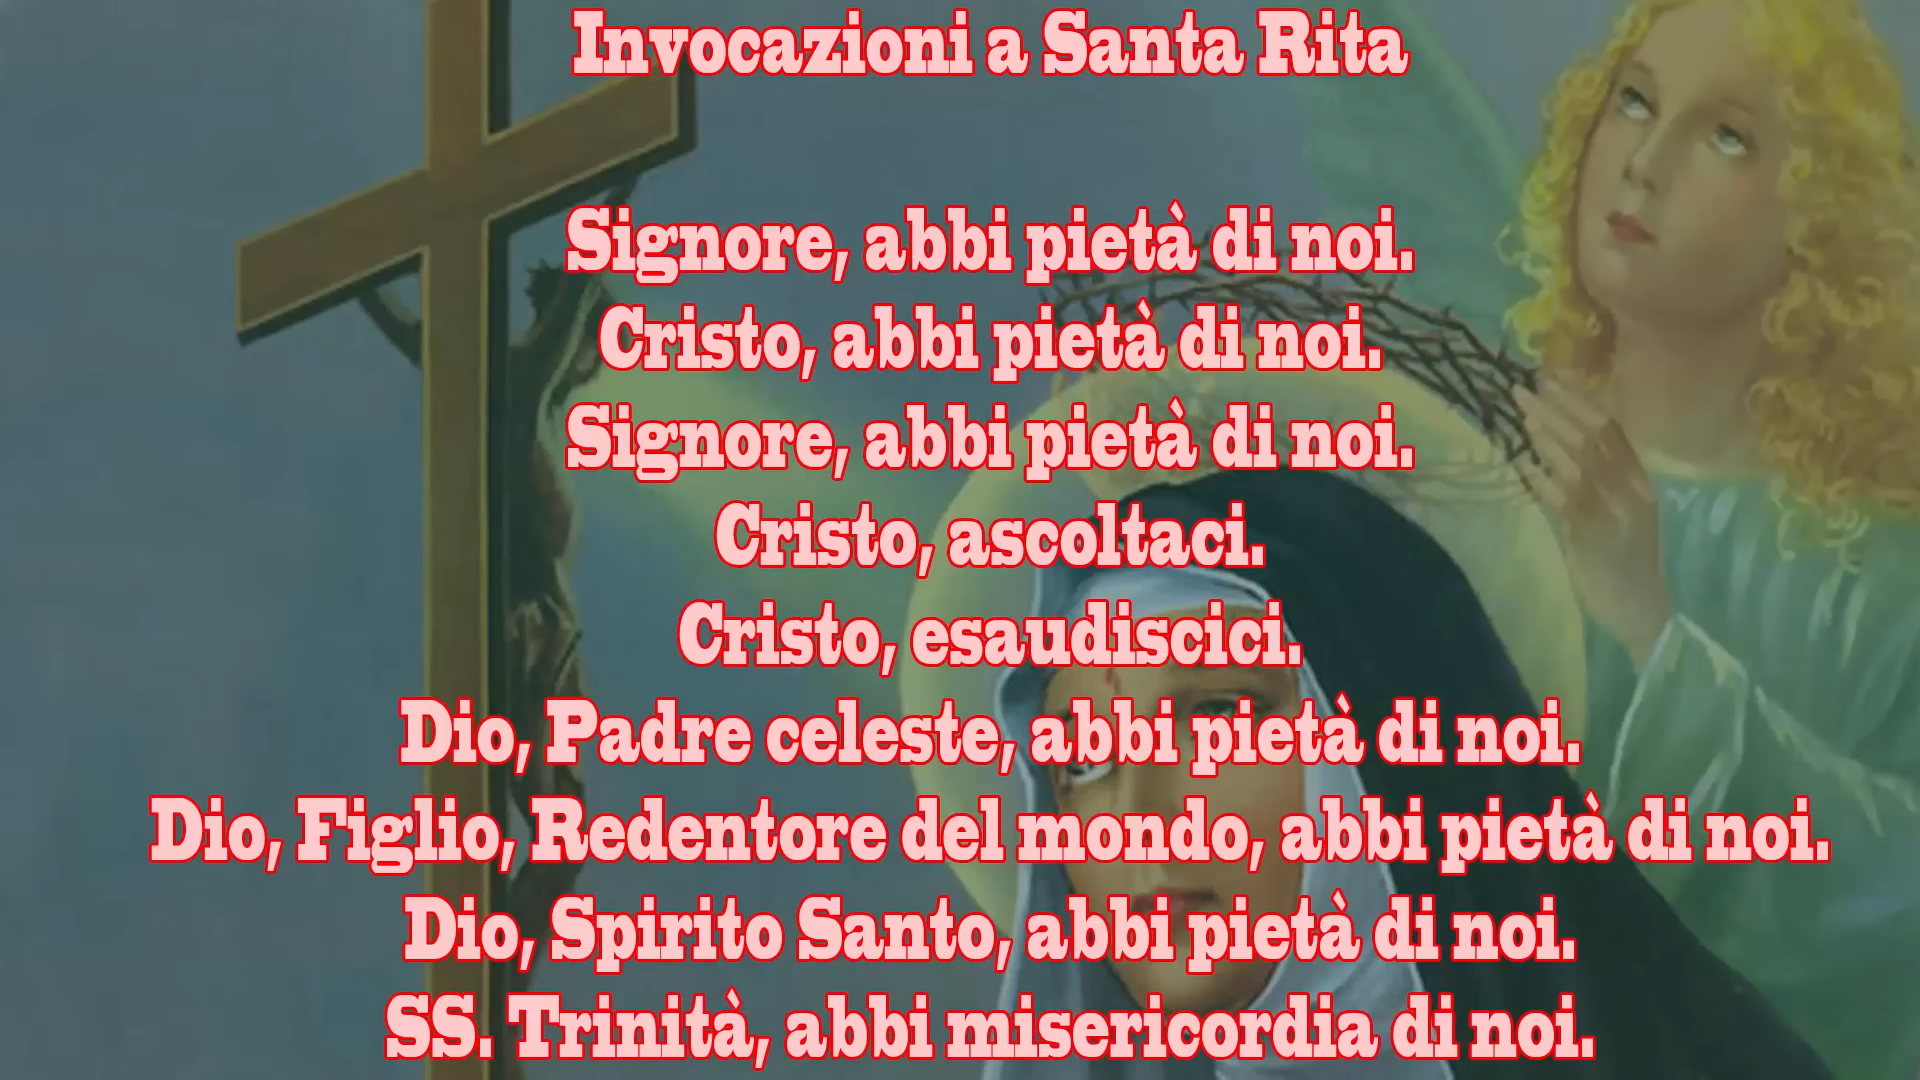 Invocazioni a Santa Rita
Signore, abbi pietà di noi.
Cristo, abbi pietà di noi.
Signore, abbi pietà di noi.
Cristo, ascoltaci.
Cristo, esaudiscici.
Dio, Padre celeste, abbi pietà di noi.
Dio, Figlio, Redentore del mondo, abbi pietà di noi.
Dio, Spirito Santo, abbi pietà di noi.
SS. Trinità, abbi misericordia di noi.